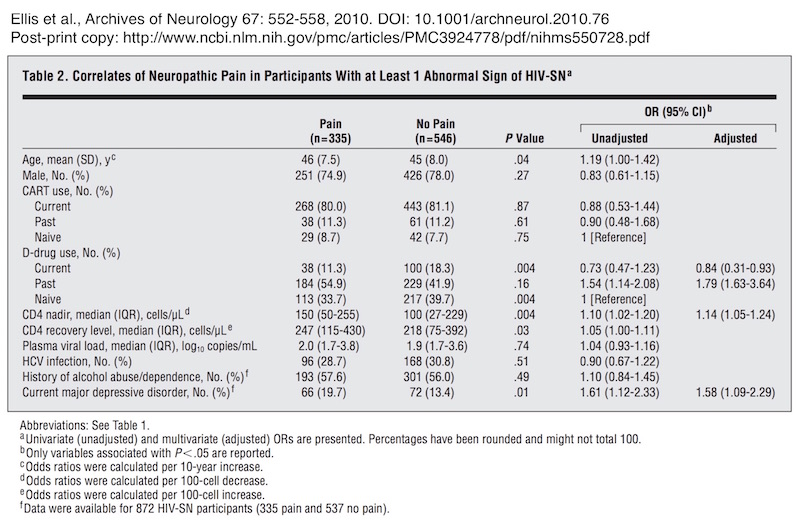 Ellis et al., Archives of Neurology 67: 552-558, 2010. DOI: 10.1001/archneurol.2010.76
Post-print copy: http://www.ncbi.nlm.nih.gov/pmc/articles/PMC3924778/pdf/nihms550728.pdf
Table 2. Correlates of Neuropathic Pain in Participants With at Least 1 Abnormal Sign of HIV-SNᵃ
OR (95% CI)ᵇ
Pain No Pain
(n=335) (n=546) P Value Unadjusted Adjusted
Age, mean (SD), yᶜ 46 (7.5) 45 (8.0) .04 1.19 (1.00-1.42)
Male, No. (%) 251 (74.9) 426 (78.0) .27 0.83 (0.61-1.15)
CART use, No. (%)
Current 268 (80.0) 443 (81.1) .87 0.88 (0.53-1.44)
Past 38 (11.3) 61 (11.2) .61 0.90 (0.48-1.68)
Naive 29 (8.7) 42 (7.7) .75 1 [Reference]
D-drug use, No. (%)
Current 38 (11.3) 100 (18.3) .004 0.73 (0.47-1.23) 0.84 (0.31-0.93)
Past 184 (54.9) 229 (41.9) .16 1.54 (1.14-2.08) 1.79 (1.63-3.64)
Naive 113 (33.7) 217 (39.7) .004 1 [Reference]
CD4 nadir, median (IQR), cells/µLᵈ 150 (50-255) 100 (27-229) .004 1.10 (1.02-1.20) 1.14 (1.05-1.24)
CD4 recovery level, median (IQR), cells/µLᵉ 247 (115-430) 218 (75-392) .03 1.05 (1.00-1.11)
Plasma viral load, median (IQR), log₁₀ copies/mL 2.0 (1.7-3.8) 1.9 (1.7-3.6) .74 1.04 (0.93-1.16)
HCV infection, No. (%) 96 (28.7) 168 (30.8) .51 0.90 (0.67-1.22)
History of alcohol abuse/dependence, No. (%)ᶠ 193 (57.6) 301 (56.0) .49 1.10 (0.84-1.45)
Current major depressive disorder, No. (%)ᶠ 66 (19.7) 72 (13.4) .01 1.61 (1.12-2.33) 1.58 (1.09-2.29)
Abbreviations: See Table 1.
ᵃUnivariate (unadjusted) and multivariate (adjusted) ORs are presented. Percentages have been rounded and might not total 100.
ᵇOnly variables associated with P<.05 are reported.
ᶜOdds ratios were calculated per 10-year increase.
ᵈOdds ratios were calculated per 100-cell decrease.
ᵉOdds ratios were calculated per 100-cell increase.
ᶠData were available for 872 HIV-SN participants (335 pain and 537 no pain).